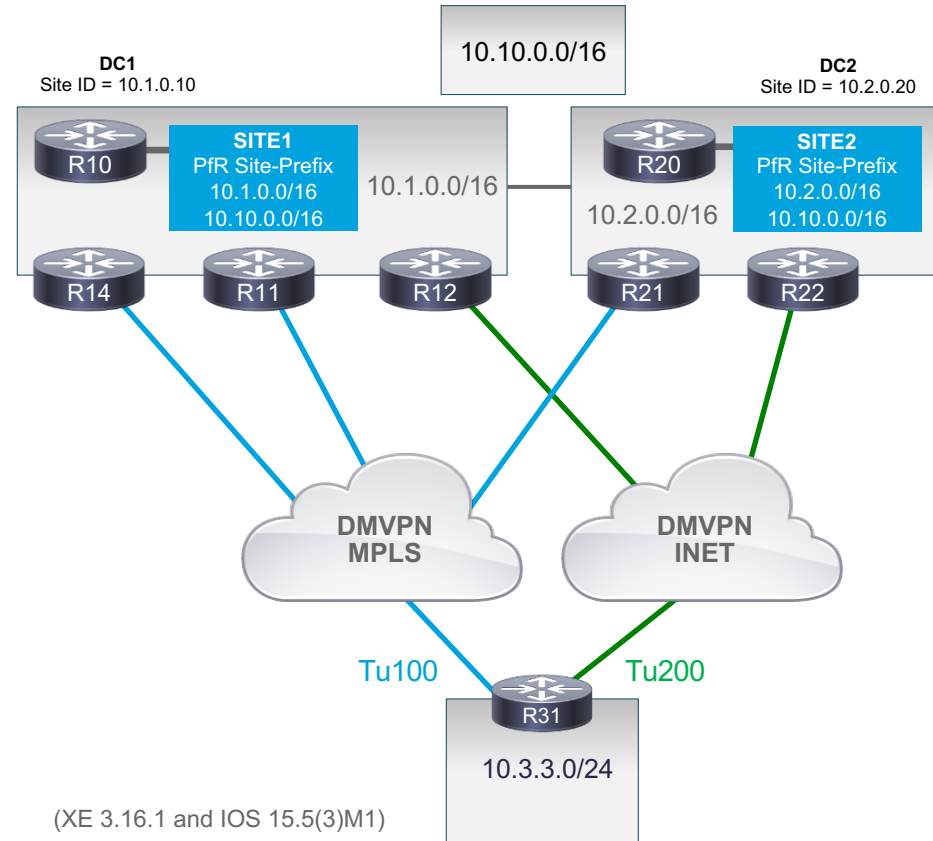 10.10.0.0/16
DC1
Site ID = 10.1.0.10
DC2
Site ID = 10.2.0.20
R10
SITE1
PfR Site-Prefix
10.1.0.0/16
10.10.0.0/16
10.1.0.0/16
R20
10.2.0.0/16
SITE2
PfR Site-Prefix
10.2.0.0/16
10.10.0.0/16
R14
R11
R12
R21
R22
DMVPN
MPLS
DMVPN
INET
Tu100
Tu200
R31
10.3.3.0/24
(XE 3.16.1 and IOS 15.5(3)M1)